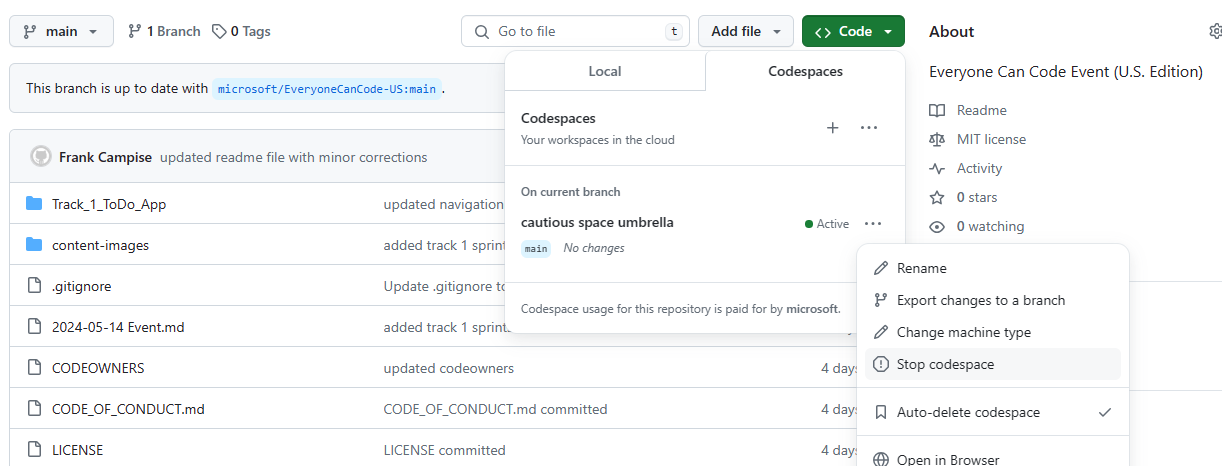 main 1 Branch 0 Tags Go to file t Add file Code About
Local Codespaces
Everyone Can Code Event (U.S. Edition)
This branch is up to date with microsoft/EveryoneCanCode-US:main.
Codespaces
Your workspaces in the cloud
Readme
MIT license
Frank Campise updated readme file with minor corrections
Activity
On current branch
0 stars
Track_1_ToDo_App updated navigation
cautious space umbrella Active
0 watching
content-images added track 1 sprint
main No changes
Rename
.gitignore Update .gitignore to
Export changes to a branch
Codespace usage for this repository is paid for by microsoft.
2024-05-14 Event.md added track 1 sprint
Change machine type
CODEOWNERS updated codeowners 4 days
Stop codespace
CODE_OF_CONDUCT.md CODE_OF_CONDUCT.md committed 4 days
Auto-delete codespace
LICENSE LICENSE committed 4 days
Open in Browser